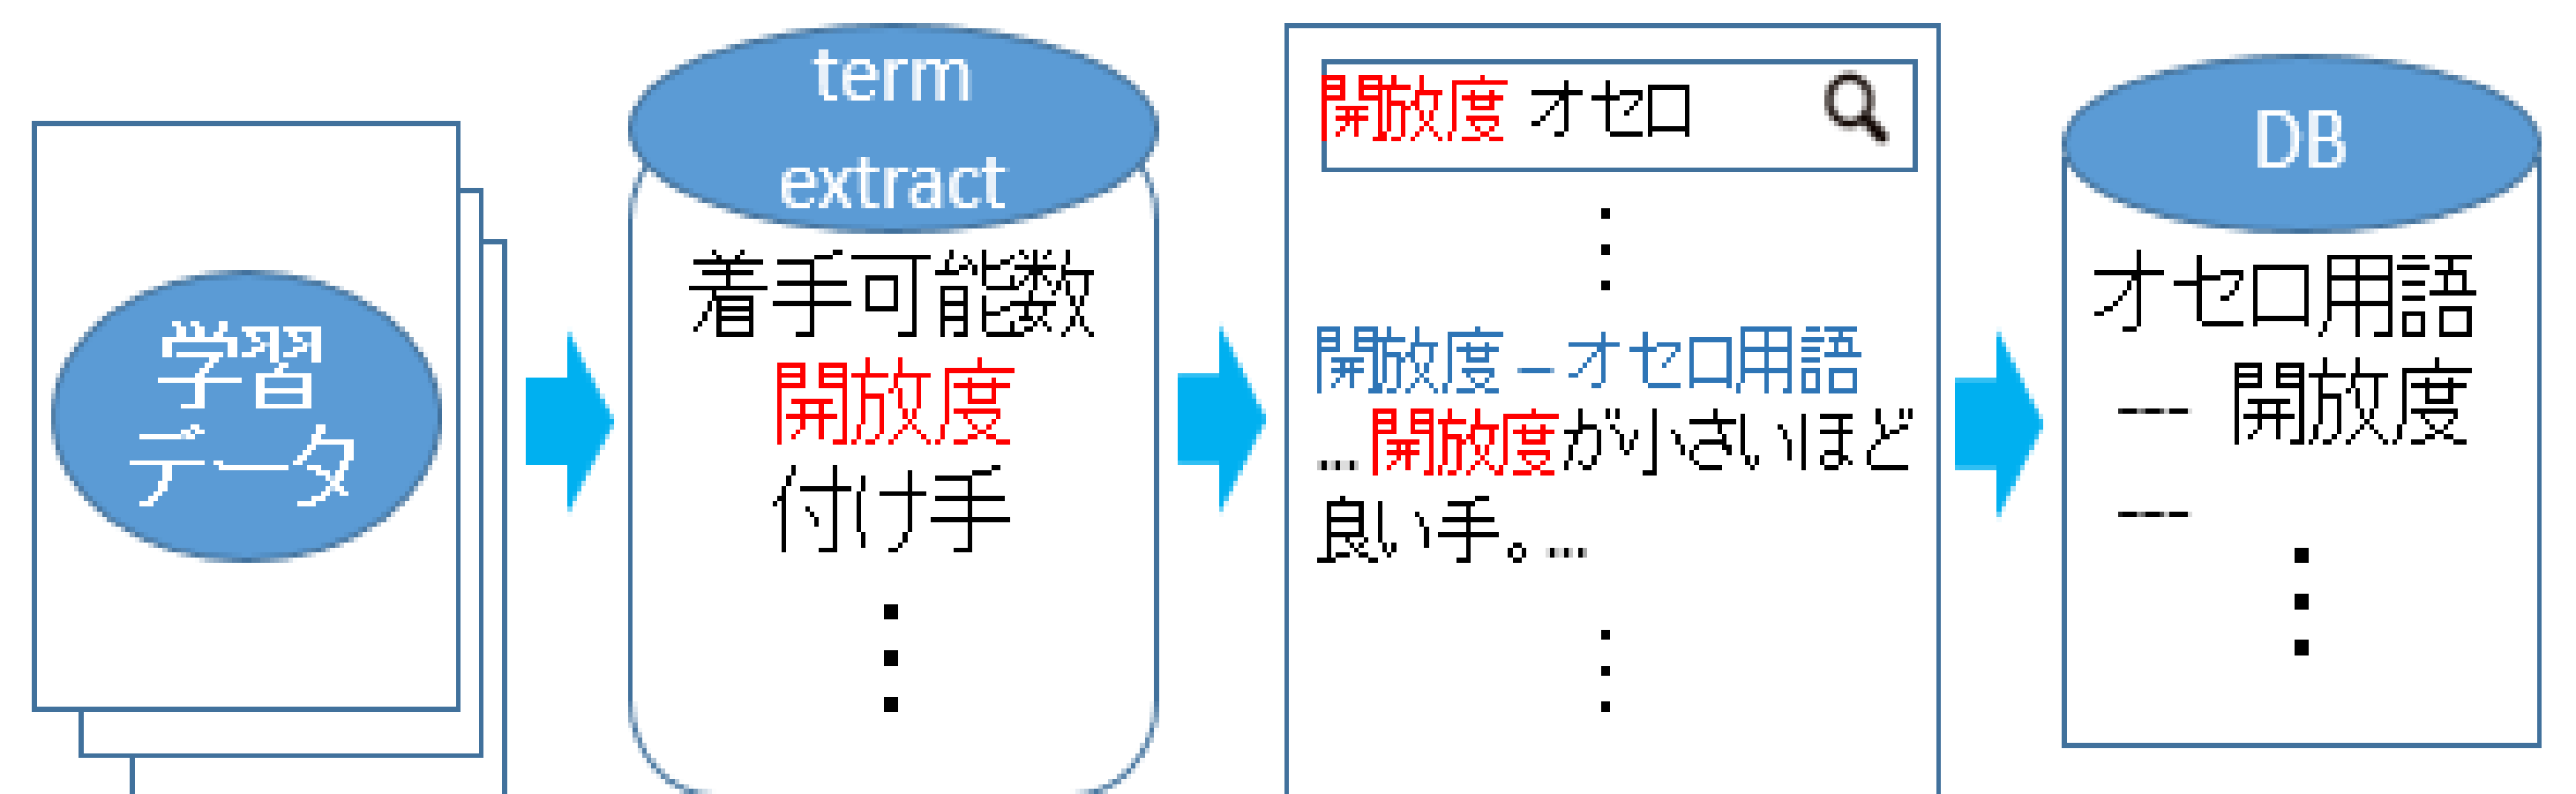 学習
データ
term
extract
着手可能数
開放度
付け手
開放度 オセロ
開放度 – オセロ用語
… 開放度が小さいほど
良い手。…
DB
オセロ用語
--- 開放度
---